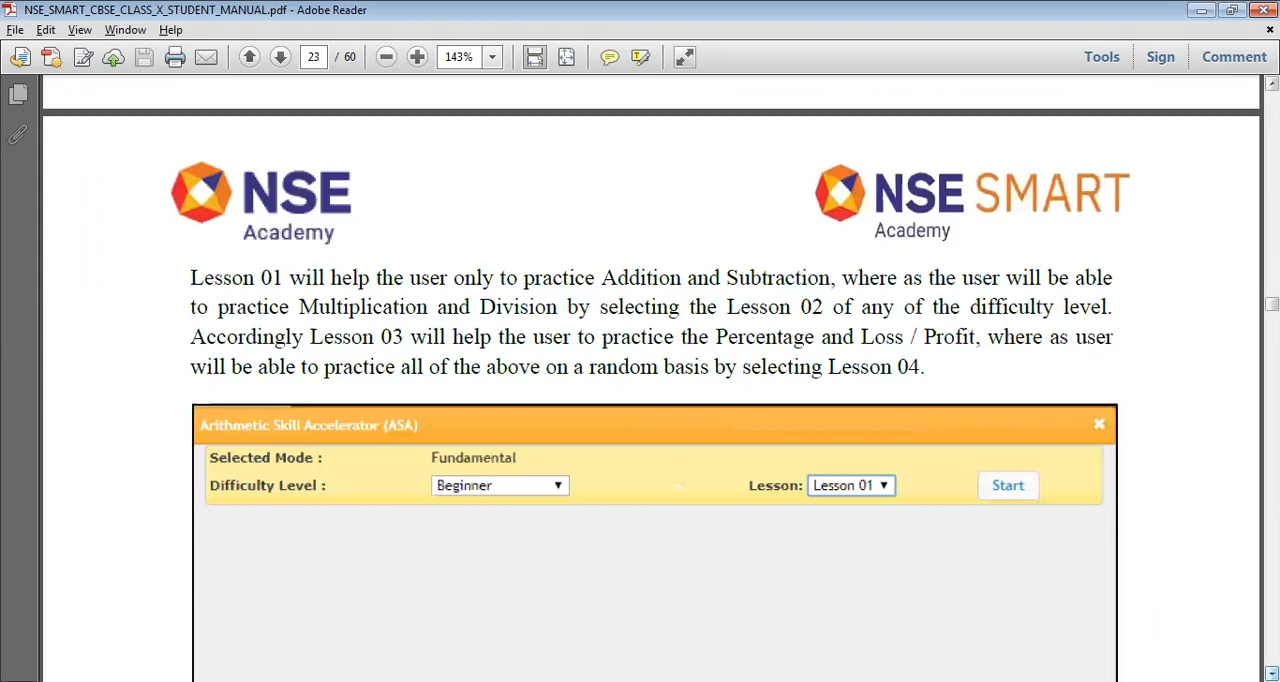 NSE_SMART_CBSE_CLASS_X_STUDENT_MANUAL.pdf - Adobe Reader
File Edit View Window Help
23 / 60 143% Tools Sign Comment
NSE Academy
NSE SMART Academy
Lesson 01 will help the user only to practice Addition and Subtraction, where as the user will be able
to practice Multiplication and Division by selecting the Lesson 02 of any of the difficulty level.
Accordingly Lesson 03 will help the user to practice the Percentage and Loss / Profit, where as user
will be able to practice all of the above on a random basis by selecting Lesson 04.
Arithmetic Skill Accelerator (ASA)
Selected Mode : Fundamental
Difficulty Level : Beginner Lesson: Lesson 01 Start